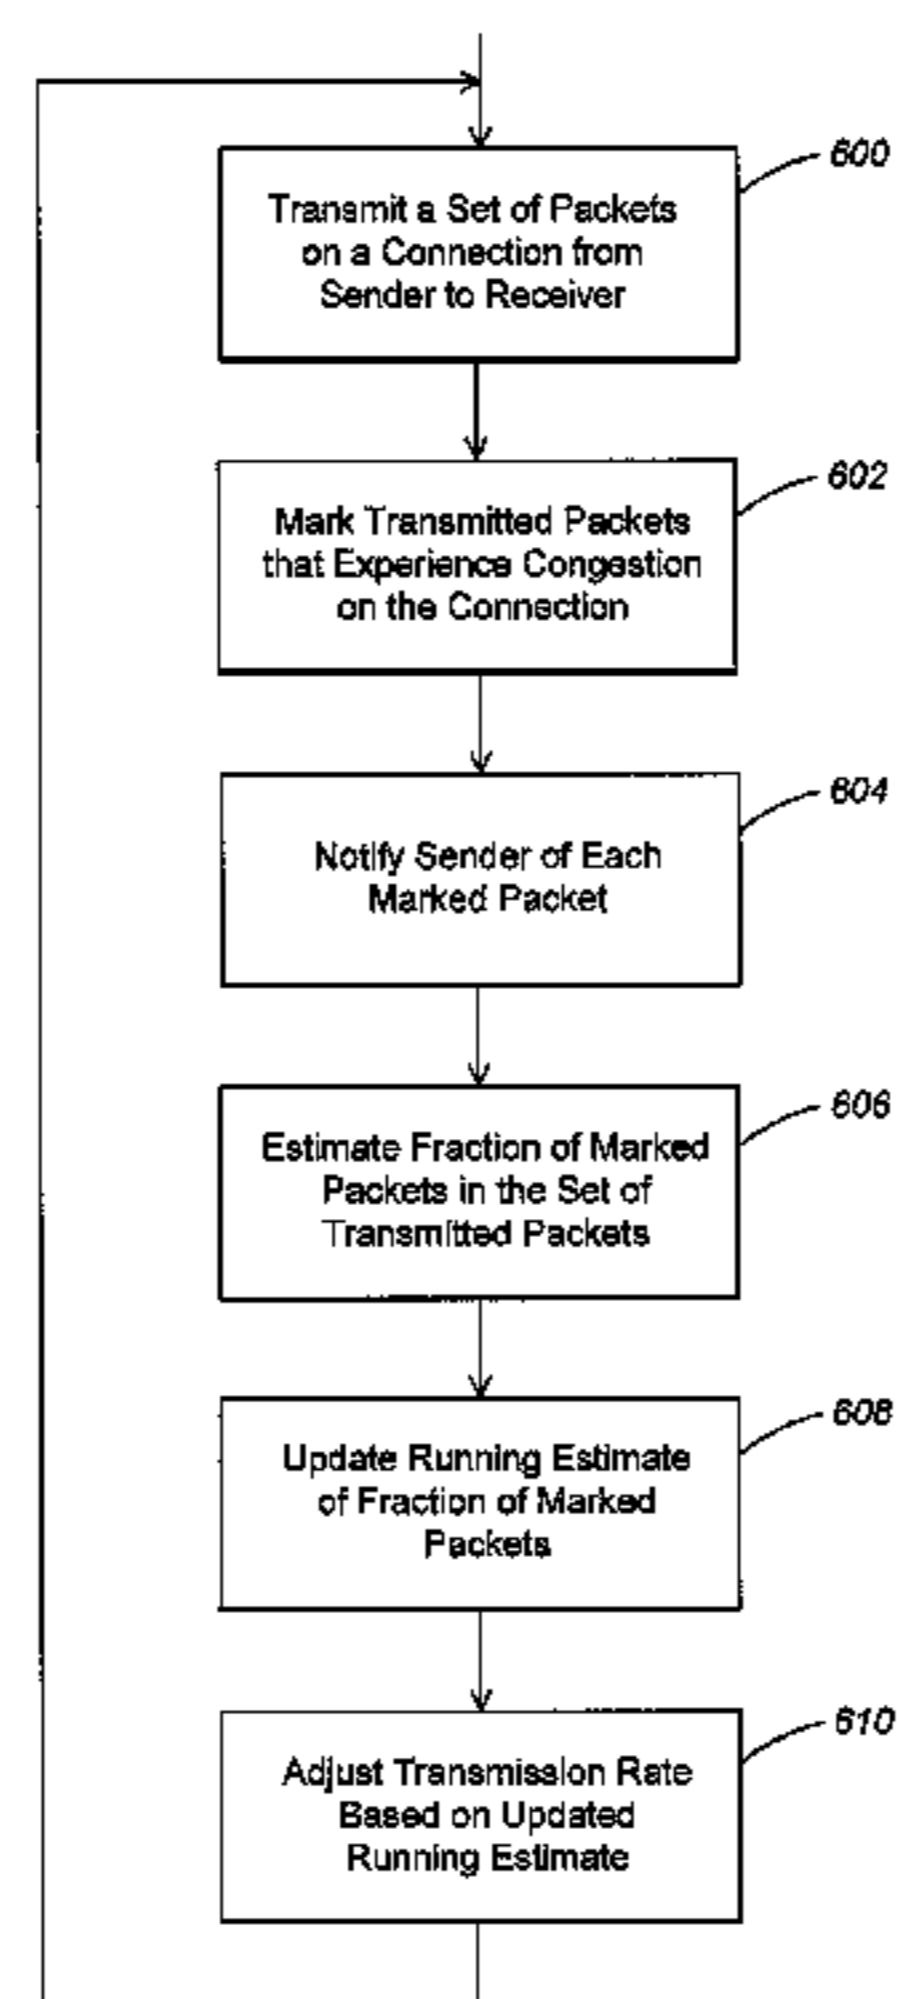 600
Transmit a Set of Packets
on a Connection from
Sender to Receiver
602
Mark Transmitted Packets
that Experience Congestion
on the Connection
604
Notify Sender of Each
Marked Packet
606
Estimate Fraction of Marked
Packets in the Set of
Transmitted Packets
608
Update Running Estimate
of Fraction of Marked
Packets
610
Adjust Transmission Rate
Based on Updated
Running Estimate